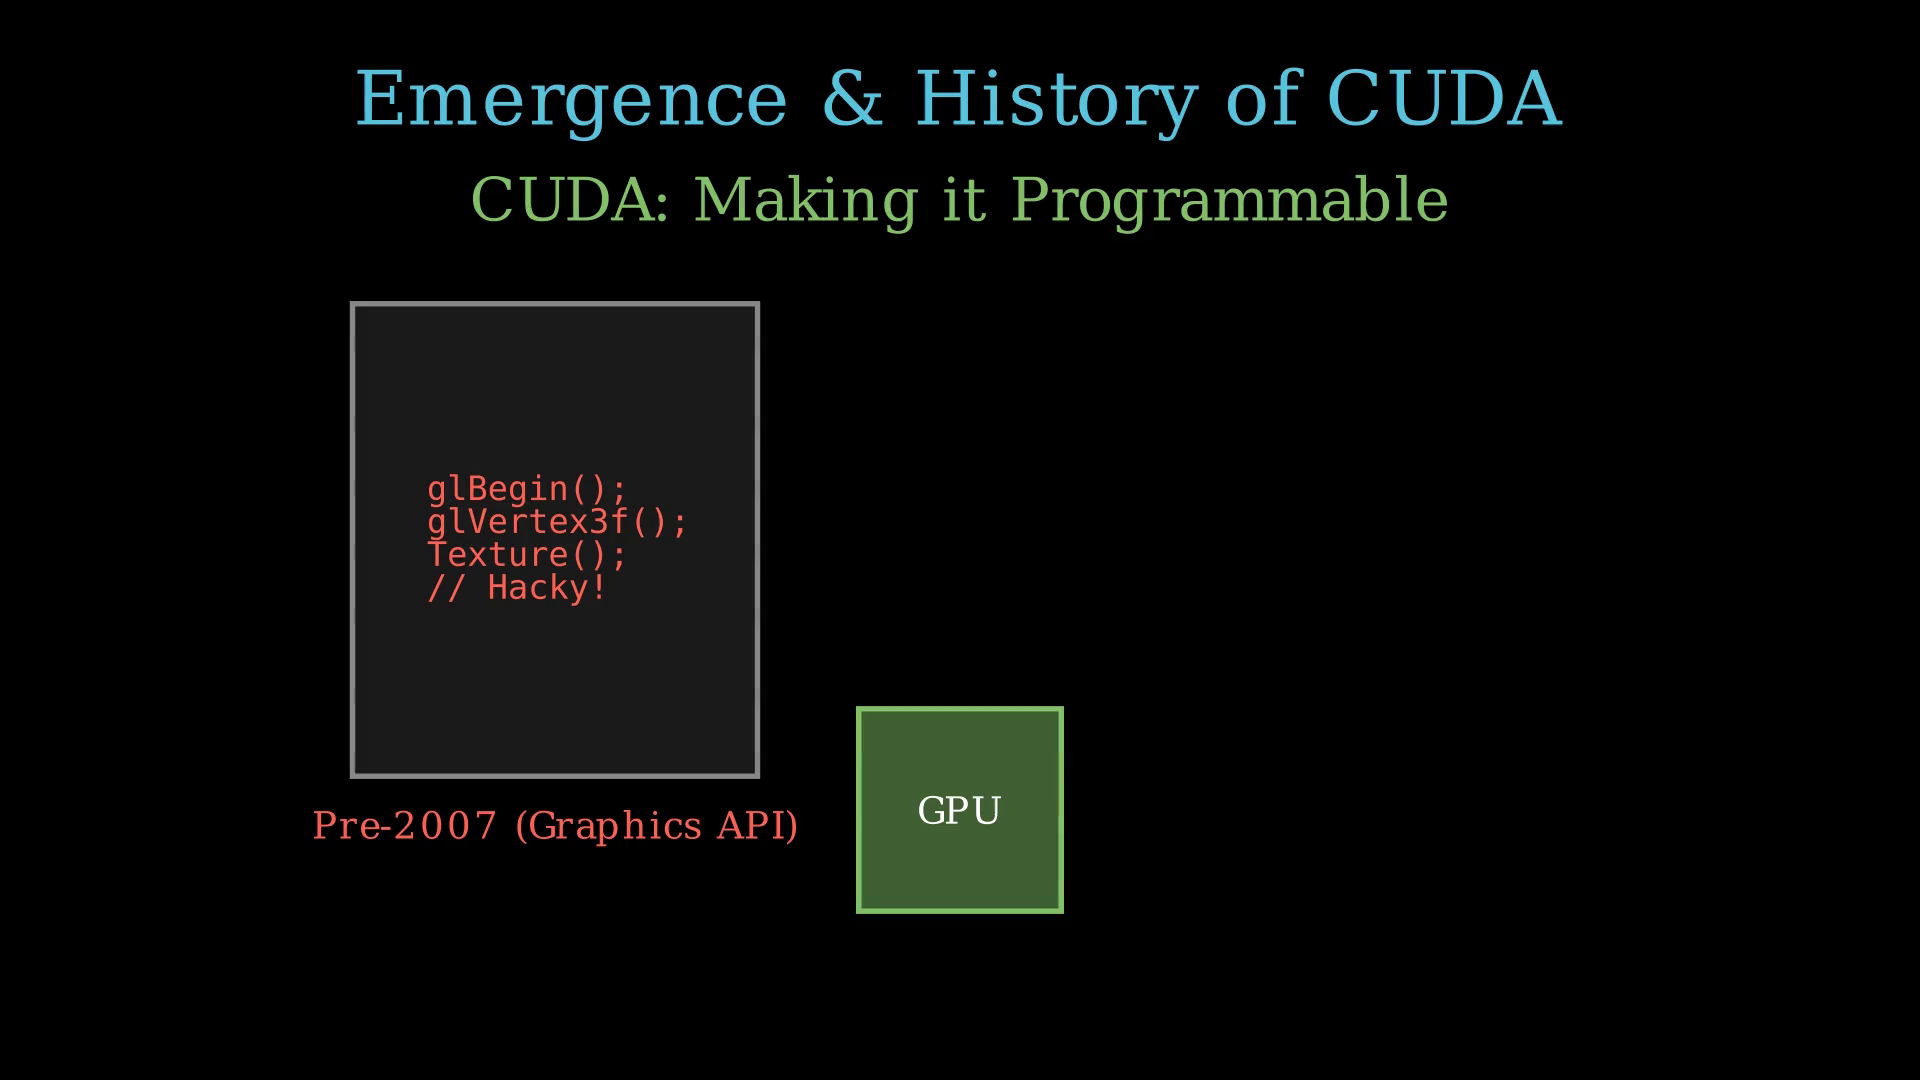 Emergence & History of CUDA
CUDA: Making it Programmable
glBegin();
glVertex3f();
Texture();
// Hacky!
Pre-2007 (Graphics API)
GPU